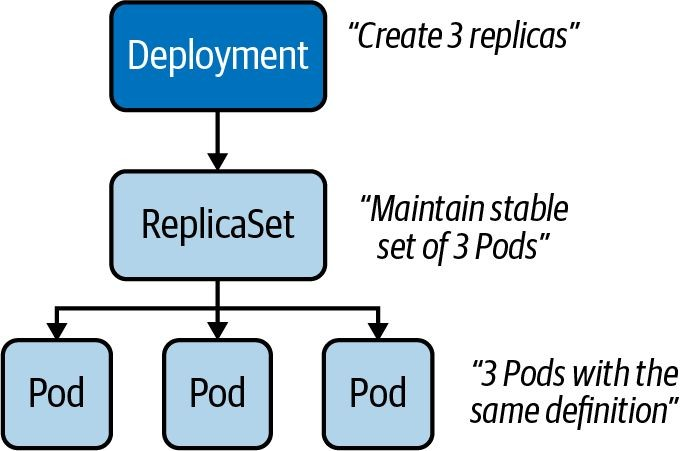 Deployment
“Create 3 replicas”
ReplicaSet
“Maintain stable
set of 3 Pods”
Pod
Pod
Pod
“3 Pods with the
same definition”